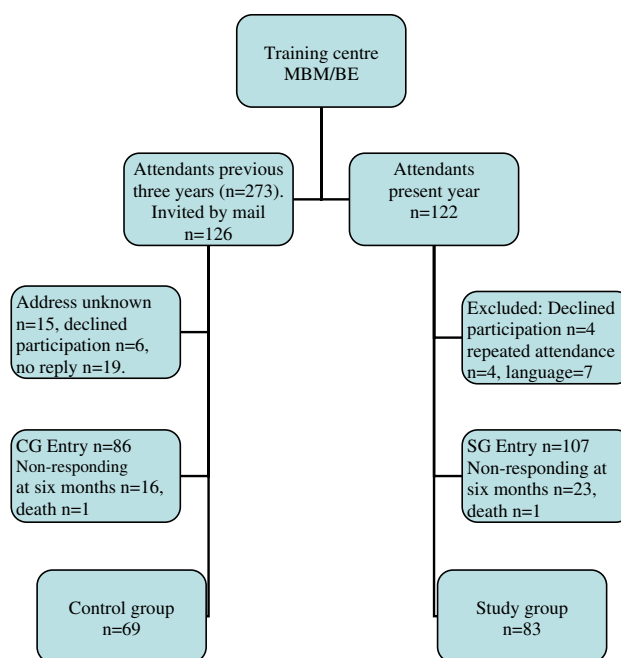 Training centre
MBM/BE
Attendants previous
three years (n=273).
Invited by mail
n=126
Attendants
present year
n=122
Address unknown
n=15, declined
participation n=6,
no reply n=19.
Excluded: Declined
participation n=4
repeated attendance
n=4, language=7
CG Entry n=86
Non-responding
at six months n=16,
death n=1
SG Entry n=107
Non-responding at
six months n=23,
death n=1
Control group
n=69
Study group
n=83